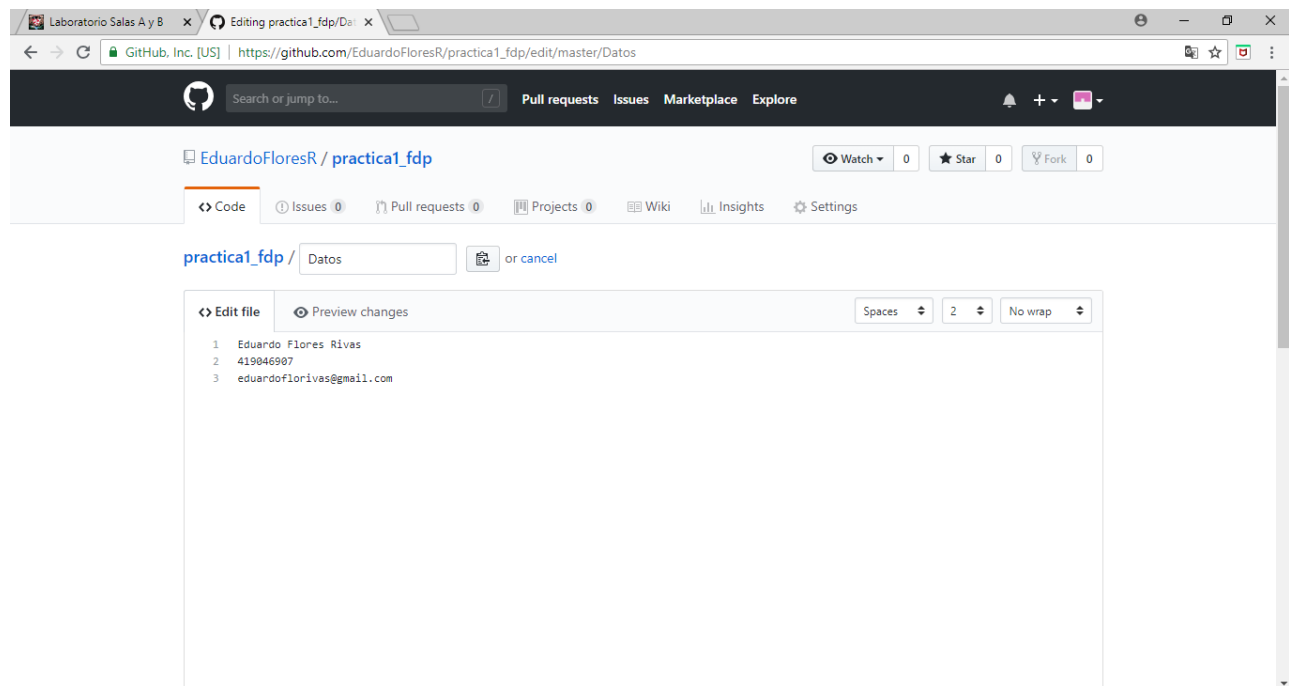 Laboratorio Salas A y B
Editing practica1_fdp/Dat
GitHub, Inc. [US] | https://github.com/EduardoFloresR/practica1_fdp/edit/master/Datos
Search or jump to... /
Pull requests Issues Marketplace Explore
EduardoFloresR / practica1_fdp
Watch 0 Star 0 Fork 0
Code Issues 0 Pull requests 0 Projects 0 Wiki Insights Settings
practica1_fdp / Datos or cancel
Edit file Preview changes Spaces 2 No wrap
1 Eduardo Flores Rivas
2 419046907
3 eduardoflorivas@gmail.com